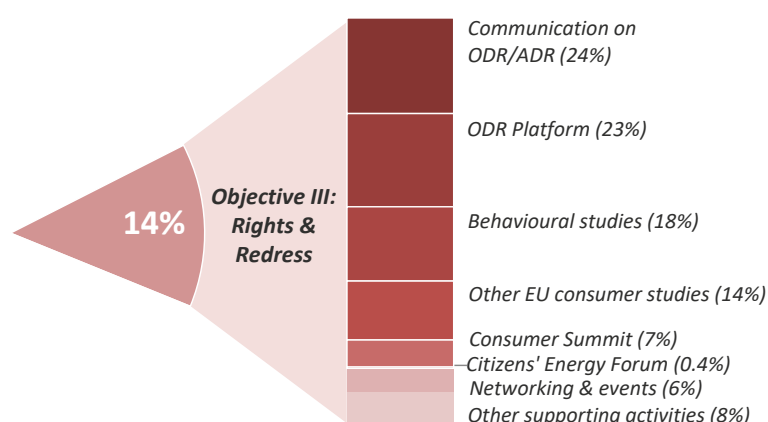 Communication on
ODR/ADR (24%)
ODR Platform (23%)
14%
Objective III:
Rights &
Redress
Behavioural studies (18%)
Other EU consumer studies (14%)
Consumer Summit (7%)
Citizens' Energy Forum (0.4%)
Networking & events (6%)
Other supporting activities (8%)